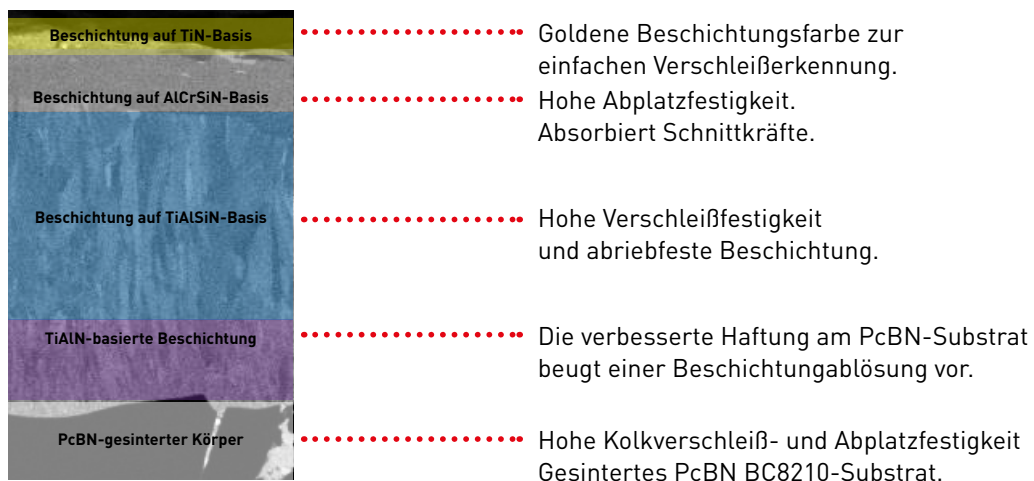 Beschichtung auf TiN-Basis
Goldene Beschichtungsfarbe zur
einfachen Verschleißerkennung.
Beschichtung auf AlCrSiN-Basis
Hohe Abplatzfestigkeit.
Absorbiert Schnittkräfte.
Beschichtung auf TiAlSiN-Basis
Hohe Verschleißfestigkeit
und abriebfeste Beschichtung.
TiAlN-basierte Beschichtung
Die verbesserte Haftung am PcBN-Substrat
beugt einer Beschichtungablösung vor.
PcBN-gesinterter Körper
Hohe Kolkverschleiß- und Abplatzfestigkeit
Gesintertes PcBN BC8210-Substrat.